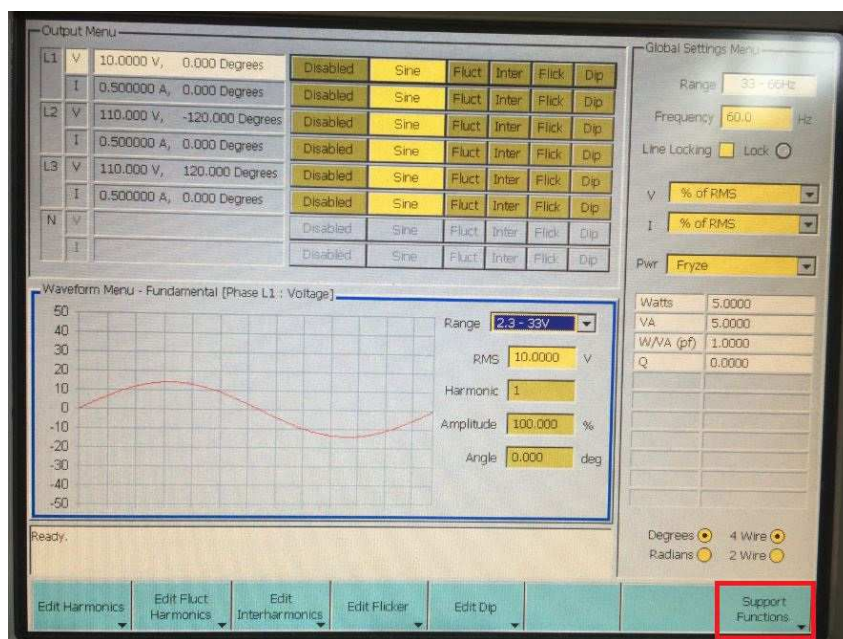 Output Menu
L1 V 10.0000 V, 0.000 Degrees Disabled Sine Fluct Inter Flick Dip
I 0.500000 A, 0.000 Degrees Disabled Sine Fluct Inter Flick Dip
L2 V 110.000 V, -120.000 Degrees Disabled Sine Fluct Inter Flick Dip
I 0.500000 A, 0.000 Degrees Disabled Sine Fluct Inter Flick Dip
L3 V 110.000 V, 120.000 Degrees Disabled Sine Fluct Inter Flick Dip
I 0.500000 A, 0.000 Degrees Disabled Sine Fluct Inter Flick Dip
N V Disabled Sine Fluct Inter Flick Dip
I Disabled Sine Fluct Inter Flick Dip
Global Settings Menu
Range 33 - 66Hz
Frequency 60.0 Hz
Line Locking Lock
V % of RMS
I % of RMS
Pwr Fryze
Watts 5.0000
VA 5.0000
W/VA (pf) 1.0000
Q 0.0000
Degrees 4 Wire
Radians 2 Wire
Waveform Menu - Fundamental [Phase L1 : Voltage]
50
40
30
20
10
0
-10
-20
-30
-40
-50
Range 2.3 - 33V
RMS 10.0000 V
Harmonic 1
Amplitude 100.000 %
Angle 0.000 deg
Ready.
Edit Harmonics
Edit Fluct
Harmonics
Edit
Interharmonics
Edit Flicker
Edit Dip
Support
Functions